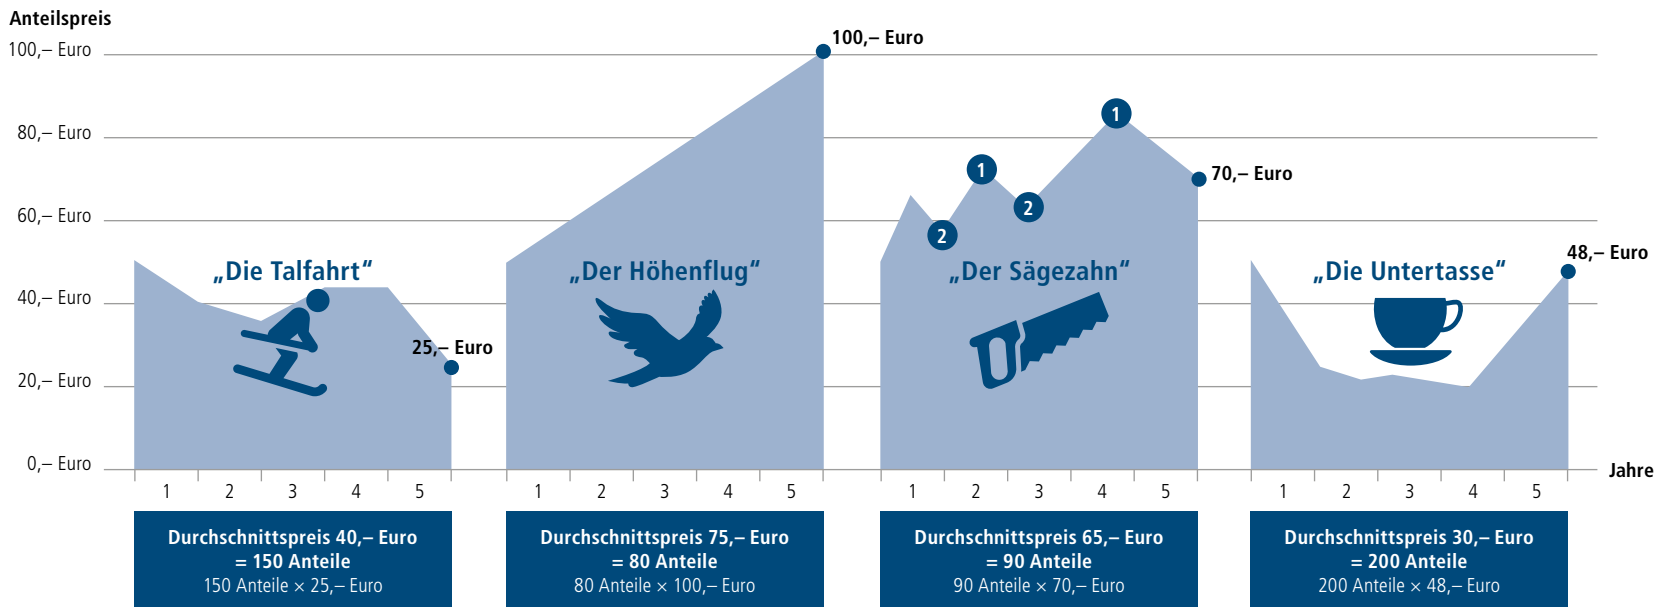 Anteilspreis
100,– Euro
80,– Euro
60,– Euro
40,– Euro
20,– Euro
0,– Euro
„Die Talfahrt“
25,– Euro
1 2 3 4 5
Durchschnittspreis 40,– Euro
= 150 Anteile
150 Anteile × 25,– Euro
100,– Euro
„Der Höhenflug“
1 2 3 4 5
Durchschnittspreis 75,– Euro
= 80 Anteile
80 Anteile × 100,– Euro
1
1
2
2
70,– Euro
„Der Sägezahn“
1 2 3 4 5
Durchschnittspreis 65,– Euro
= 90 Anteile
90 Anteile × 70,– Euro
48,– Euro
„Die Untertasse“
1 2 3 4 5
Jahre
Durchschnittspreis 30,– Euro
= 200 Anteile
200 Anteile × 48,– Euro